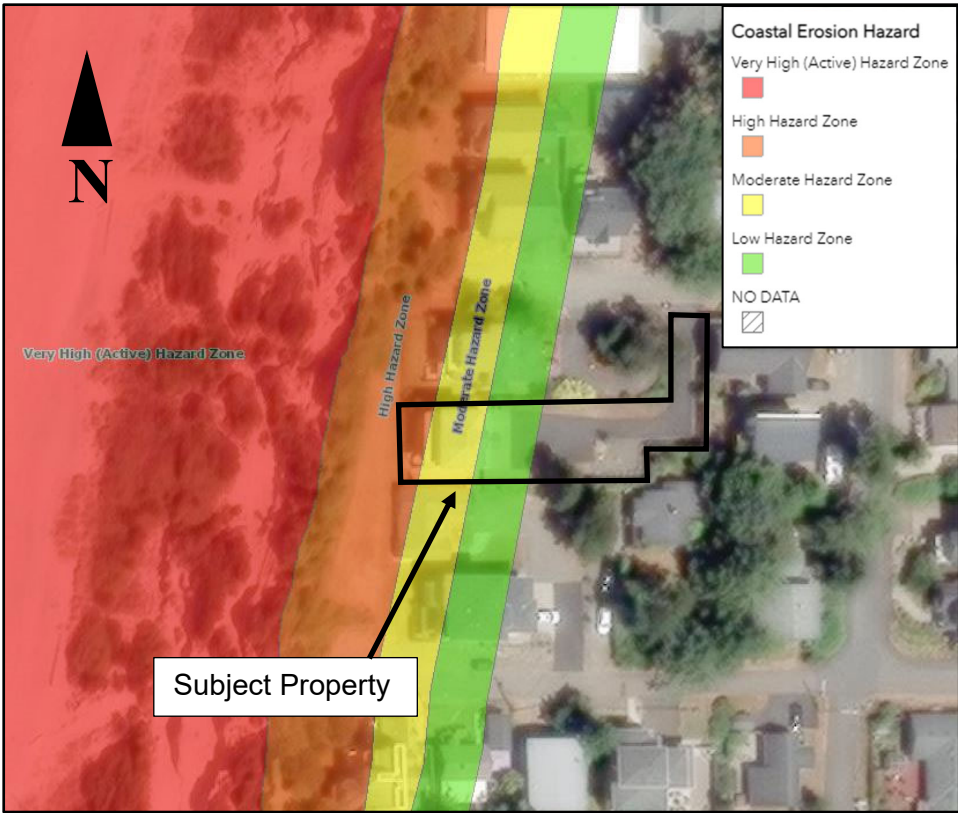 Coastal Erosion Hazard
Very High (Active) Hazard Zone
High Hazard Zone
Moderate Hazard Zone
Low Hazard Zone
NO DATA
N
High Hazard Zone
Moderate Hazard Zone
Very High (Active) Hazard Zone
Subject Property